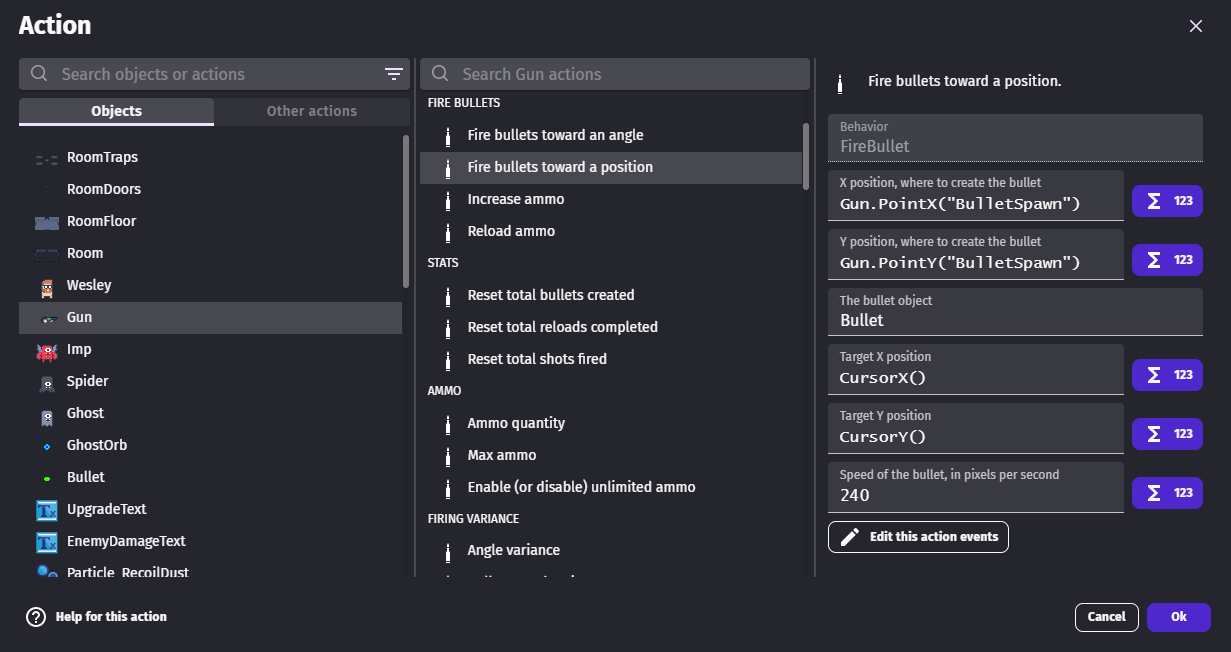 Action
Search objects or actions
Objects
Other actions
RoomTraps
RoomDoors
RoomFloor
Room
Wesley
Gun
Imp
Spider
Ghost
GhostOrb
Bullet
UpgradeText
EnemyDamageText
Particle_RecoilDust
Search Gun actions
FIRE BULLETS
Fire bullets toward an angle
Fire bullets toward a position
Increase ammo
Reload ammo
STATS
Reset total bullets created
Reset total reloads completed
Reset total shots fired
AMMO
Ammo quantity
Max ammo
Enable (or disable) unlimited ammo
FIRING VARIANCE
Angle variance
Fire bullets toward a position.
Behavior
FireBullet
X position, where to create the bullet
Gun.PointX("BulletSpawn")
Σ 123
Y position, where to create the bullet
Gun.PointY("BulletSpawn")
Σ 123
The bullet object
Bullet
Target X position
CursorX()
Σ 123
Target Y position
CursorY()
Σ 123
Speed of the bullet, in pixels per second
240
Σ 123
Edit this action events
Help for this action
Cancel
Ok